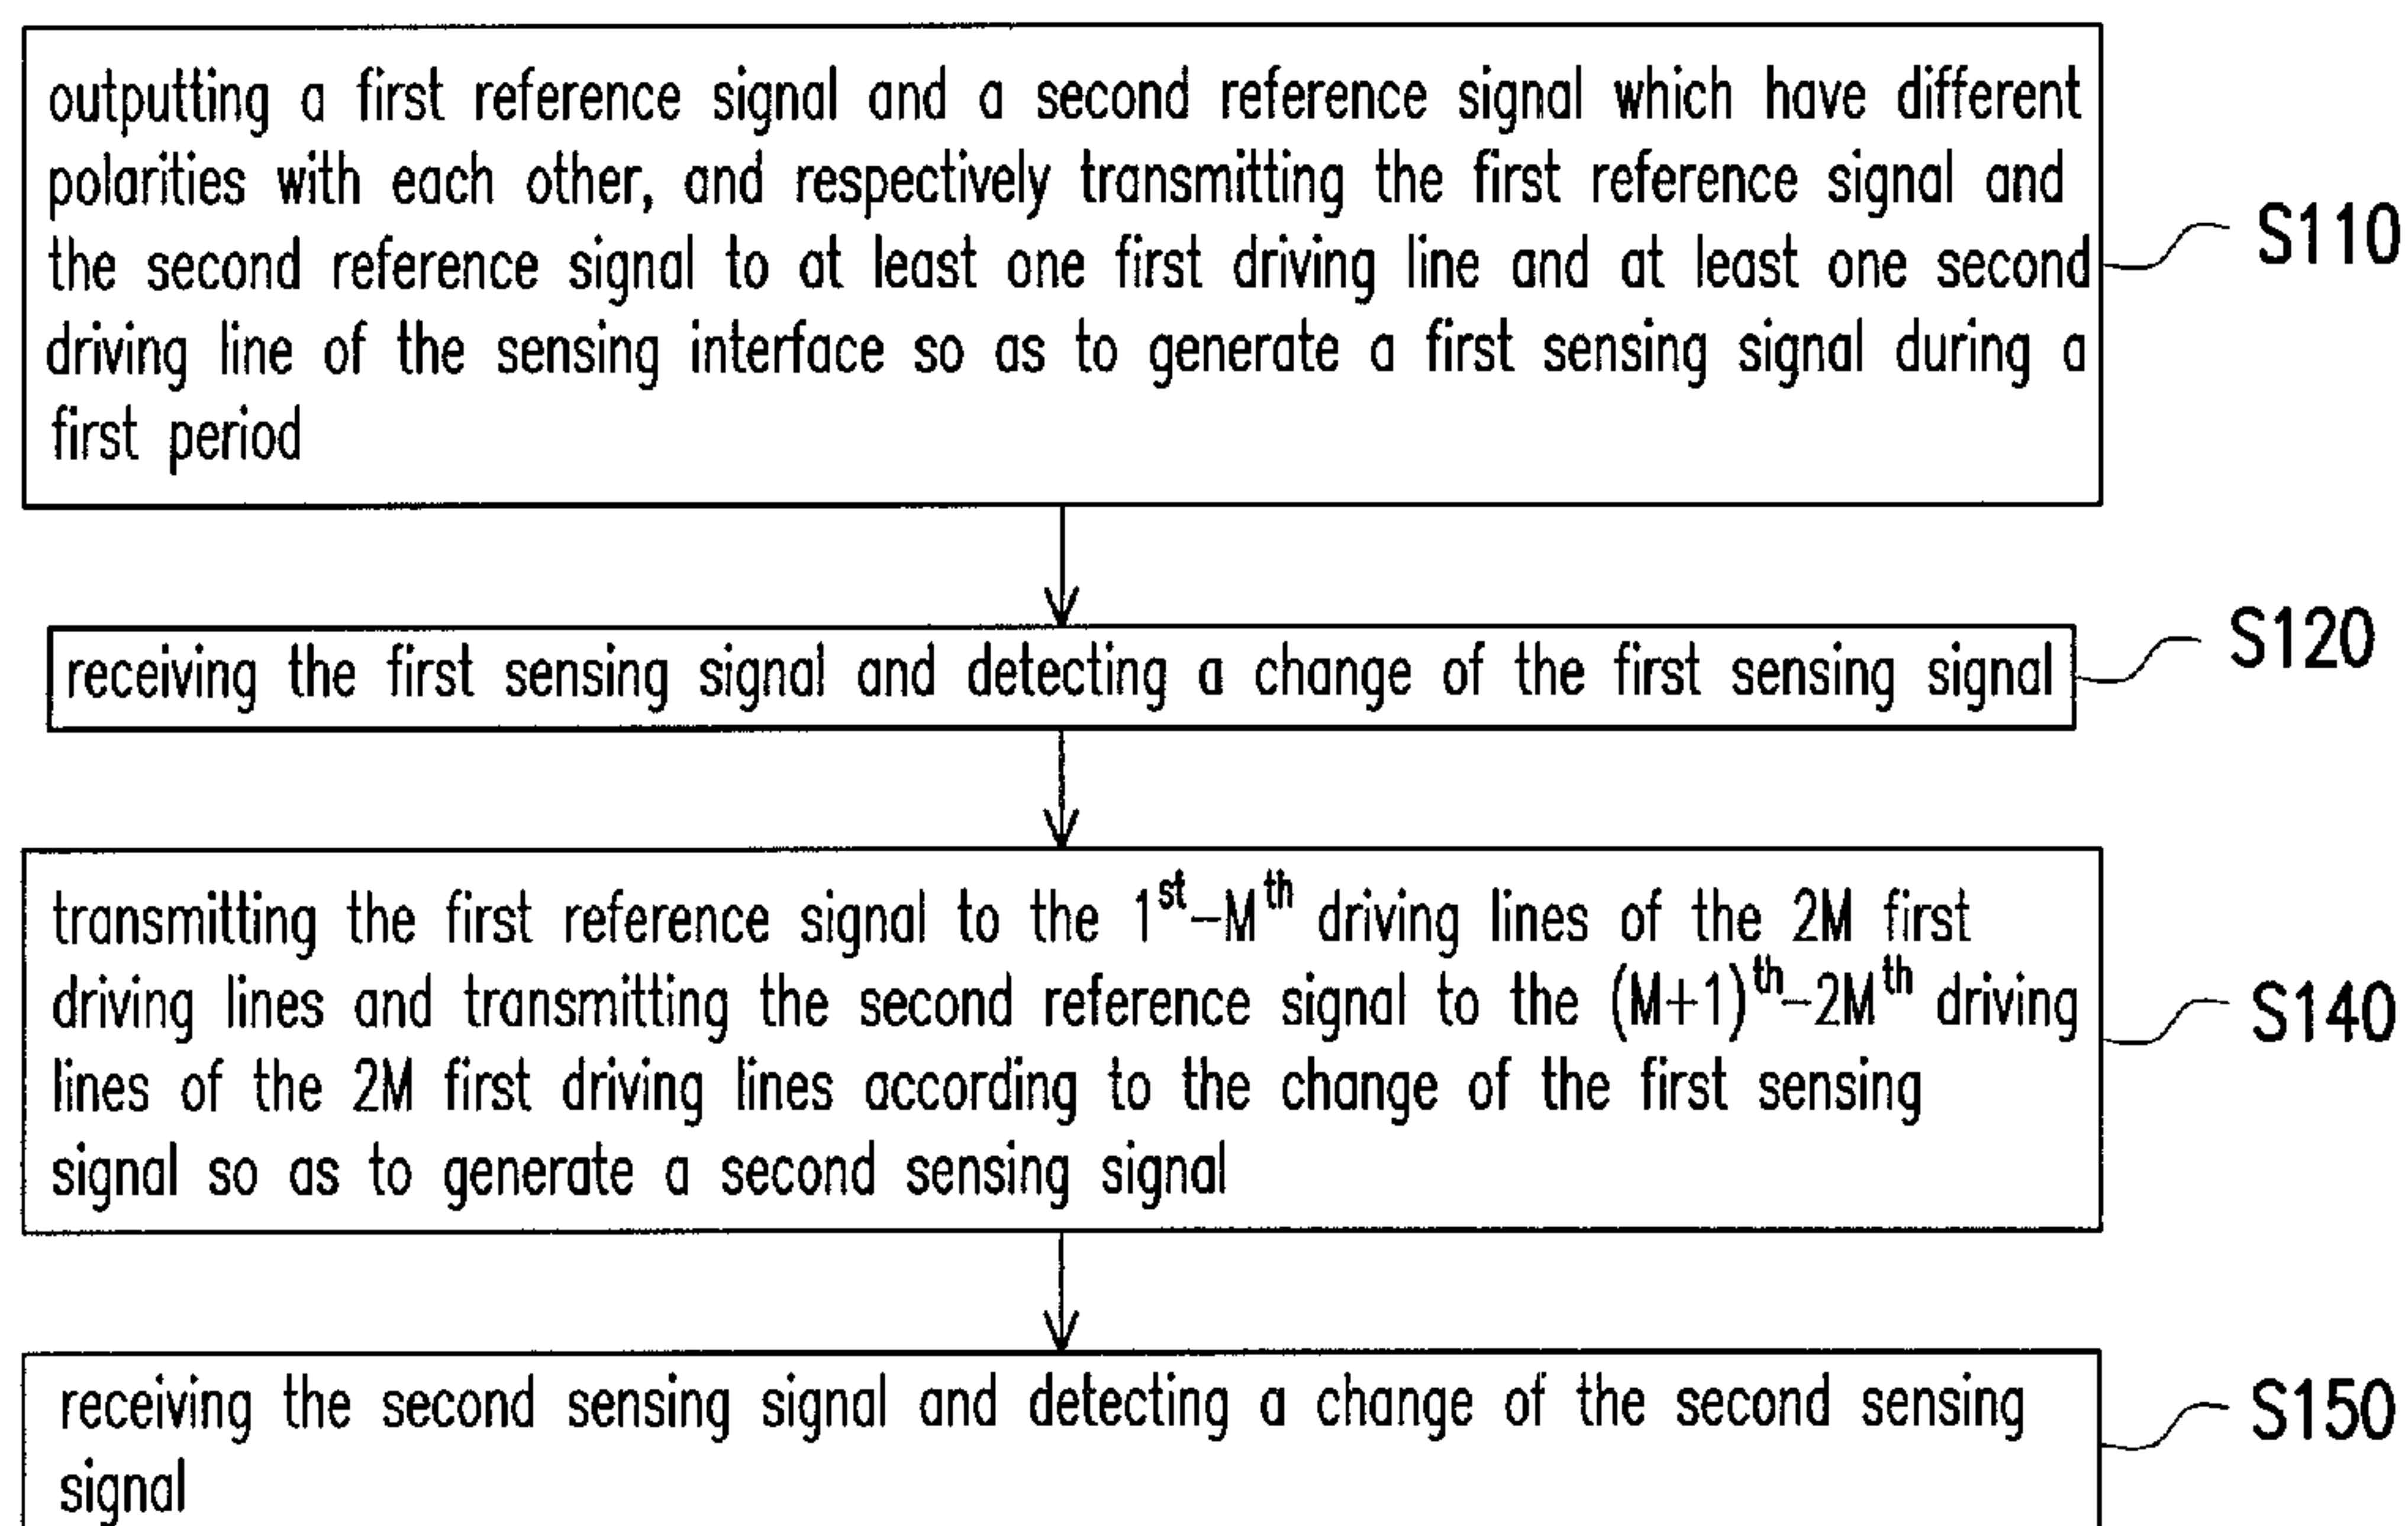 outputting a first reference signal and a second reference signal which have different
polarities with each other, and respectively transmitting the first reference signal and
the second reference signal to at least one first driving line and at least one second
driving line of the sensing interface so as to generate a first sensing signal during a
first period
S110
receiving the first sensing signal and detecting a change of the first sensing signal
S120
transmitting the first reference signal to the 1st-Mth driving lines of the 2M first
driving lines and transmitting the second reference signal to the (M+1)th-2Mth driving
lines of the 2M first driving lines according to the change of the first sensing
signal so as to generate a second sensing signal
S140
receiving the second sensing signal and detecting a change of the second sensing
signal
S150